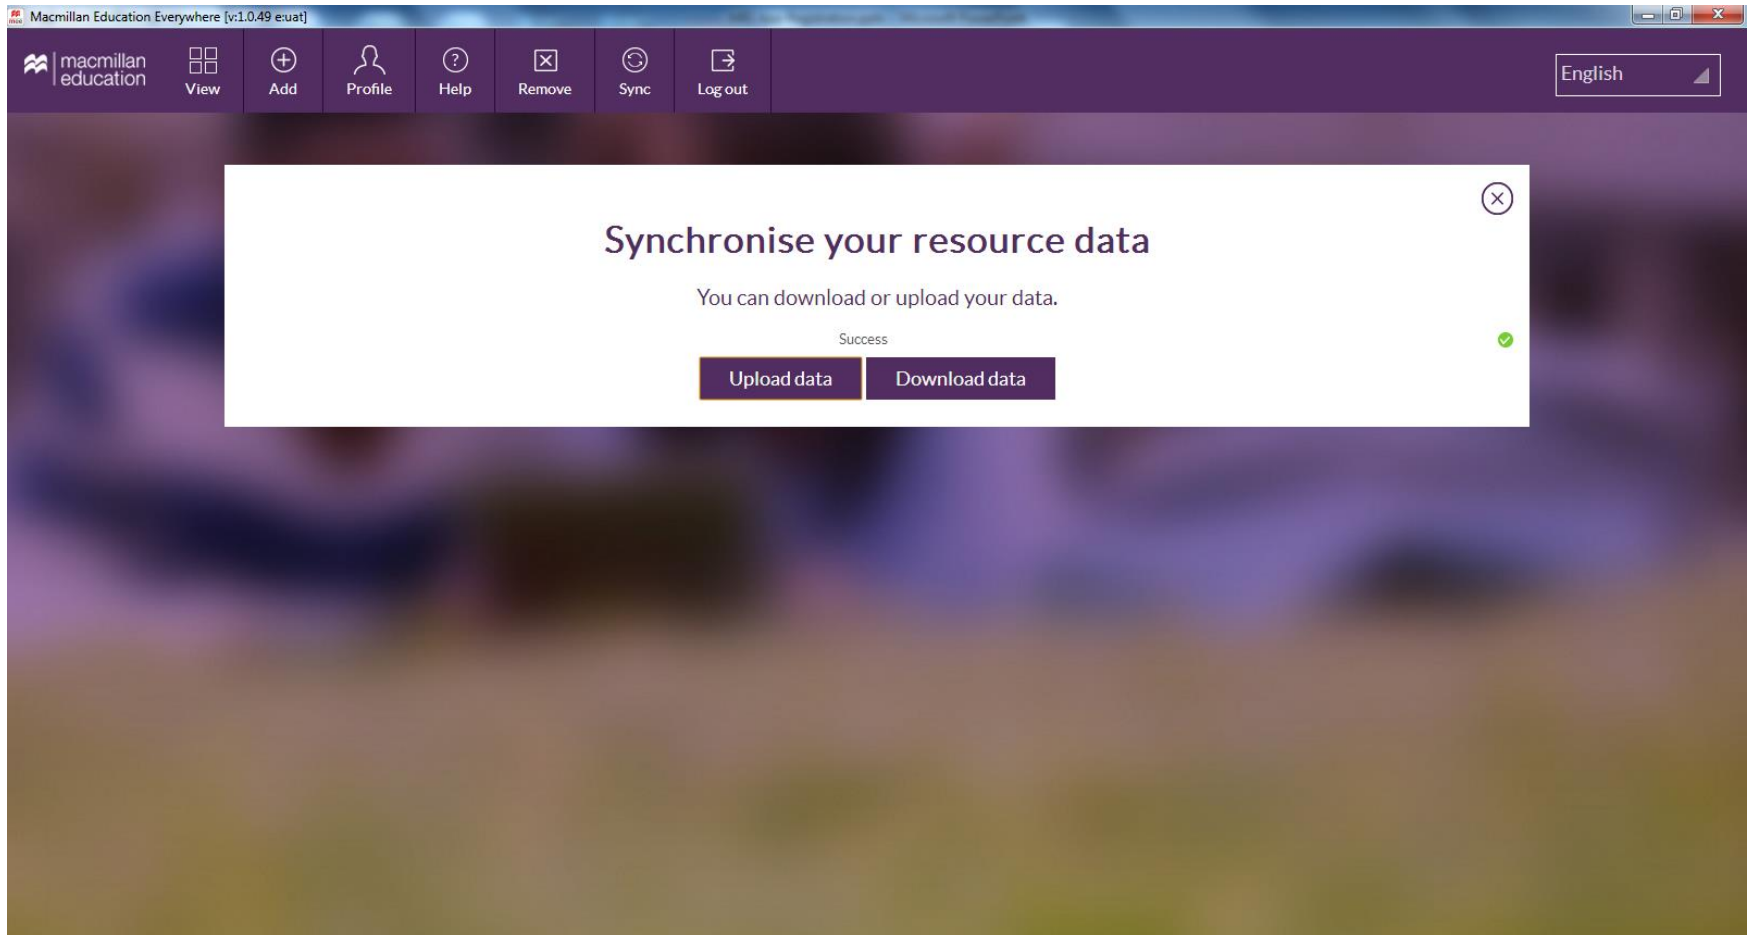 Macmillan Education Everywhere [v:1.0.49 e:uat]
macmillan
education
View
Add
Profile
Help
Remove
Sync
Log out
English
Synchronise your resource data
You can download or upload your data.
Success
Upload data
Download data